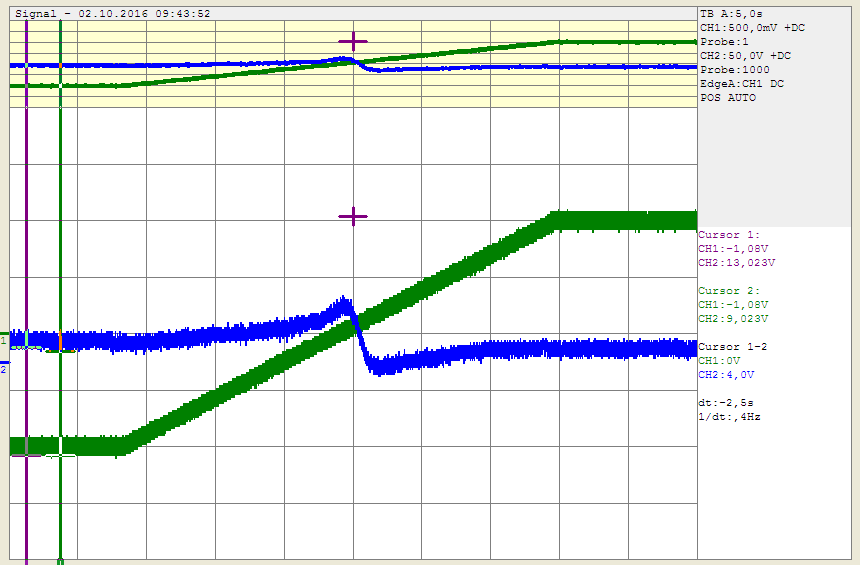 Signal - 02.10.2016 09:43:52
TB A:5,0s
CH1:500,0mV +DC
Probe:1
CH2:50,0V +DC
Probe:1000
EdgeA:CH1 DC
POS AUTO
Cursor 1:
CH1:-1,08V
CH2:13,023V
Cursor 2:
CH1:-1,08V
CH2:9,023V
Cursor 1-2
CH1:0V
CH2:4,0V
dt:-2,5s
1/dt:,4Hz
1
2